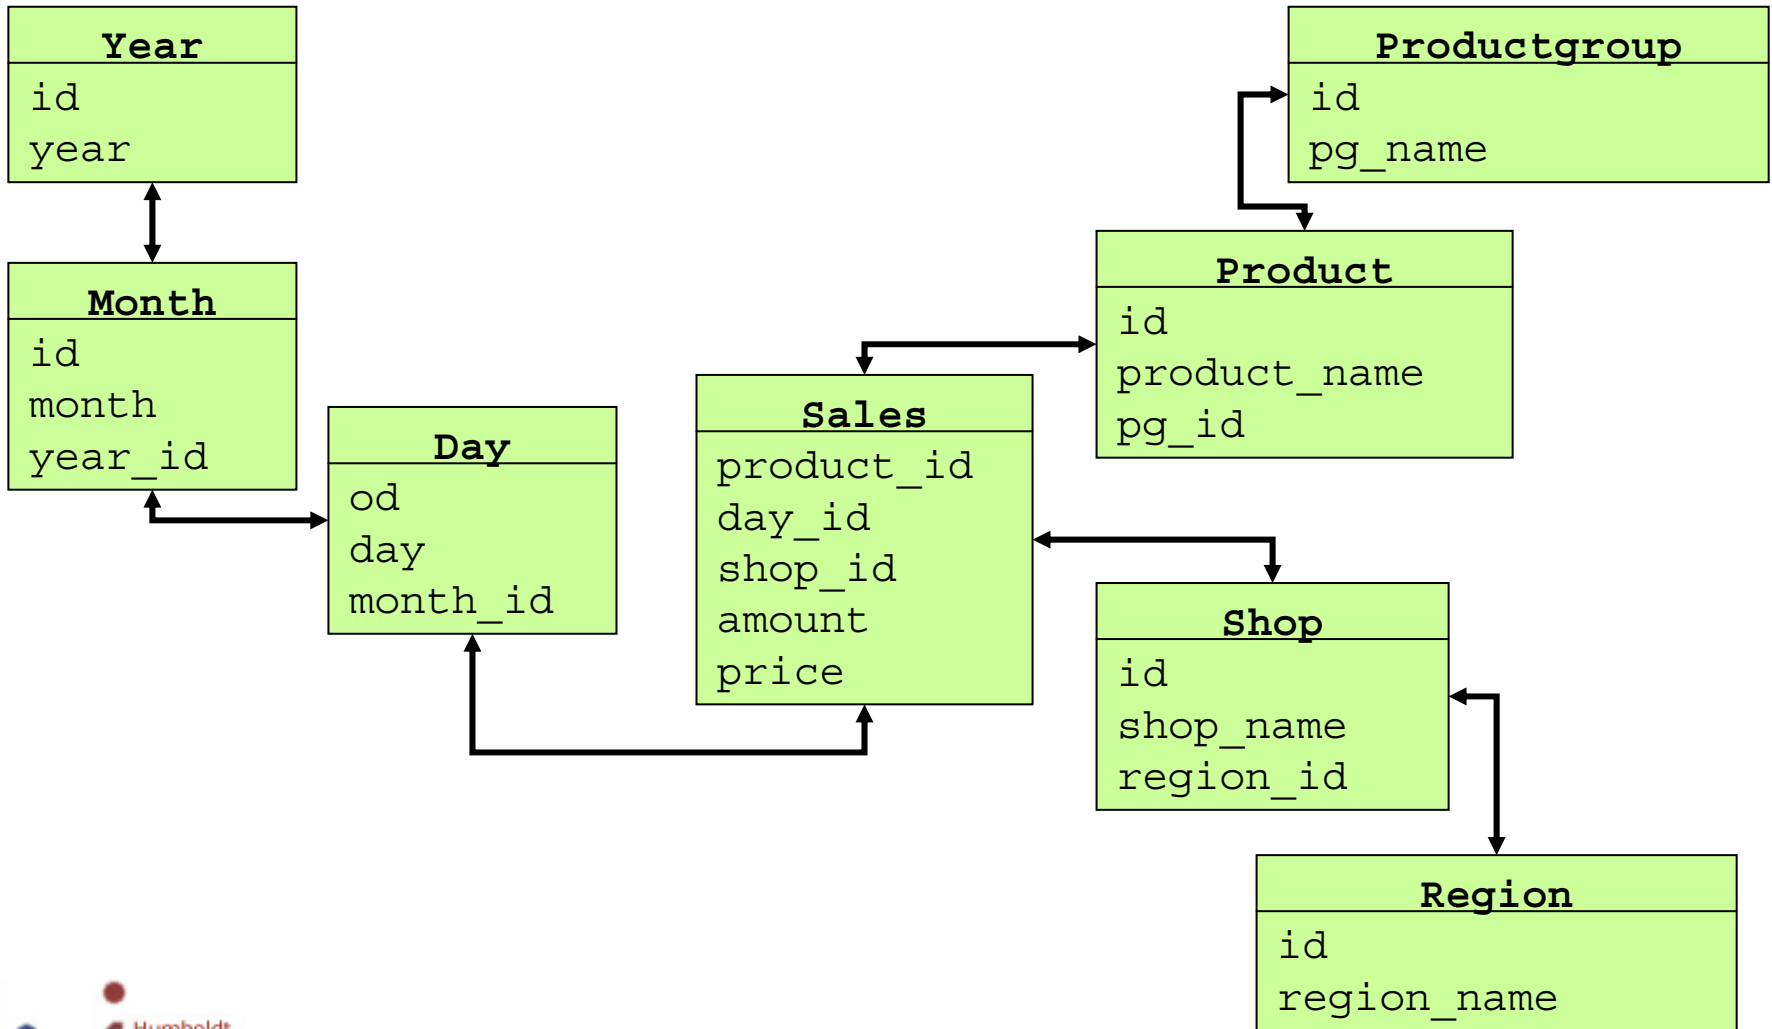 Year
id
year
Month
id
month
year_id
Day
od
day
month_id
Sales
product_id
day_id
shop_id
amount
price
Productgroup
id
pg_name
Product
id
product_name
pg_id
Shop
id
shop_name
region_id
Region
id
region_name
Humboldt